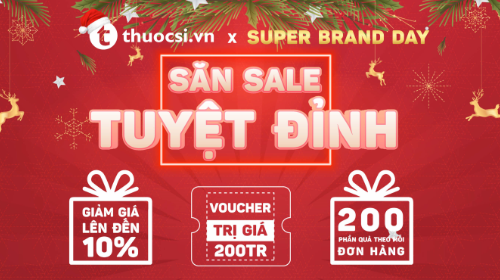 t thuocsi.vn x SUPER BRAND DAY
SĂN SALE
TUYỆT ĐỈNH
GIẢM GIÁ
LÊN ĐẾN
10%
VOUCHER
TRỊ GIÁ
200TR
200
PHẦN QUÀ THEO MỖI
ĐƠN HÀNG